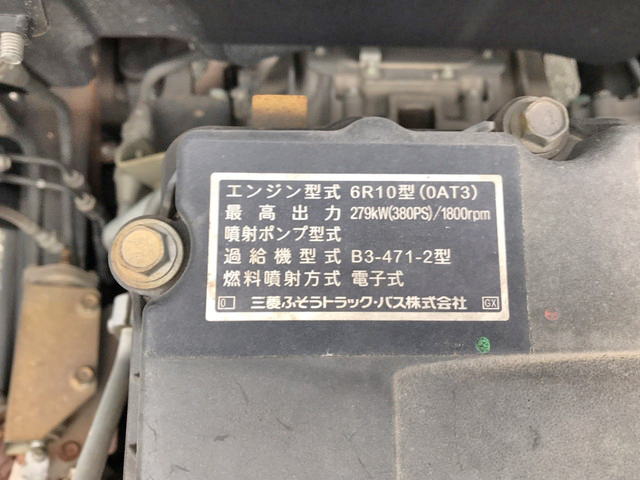 エンジン型式 6R10型(0AT3)
最高出力 279kW(380PS)/1800rpm
噴射ポンプ型式
過給機型式 B3-471-2型
燃料噴射方式 電子式
0 三菱ふそうトラック・バス株式会社 GX